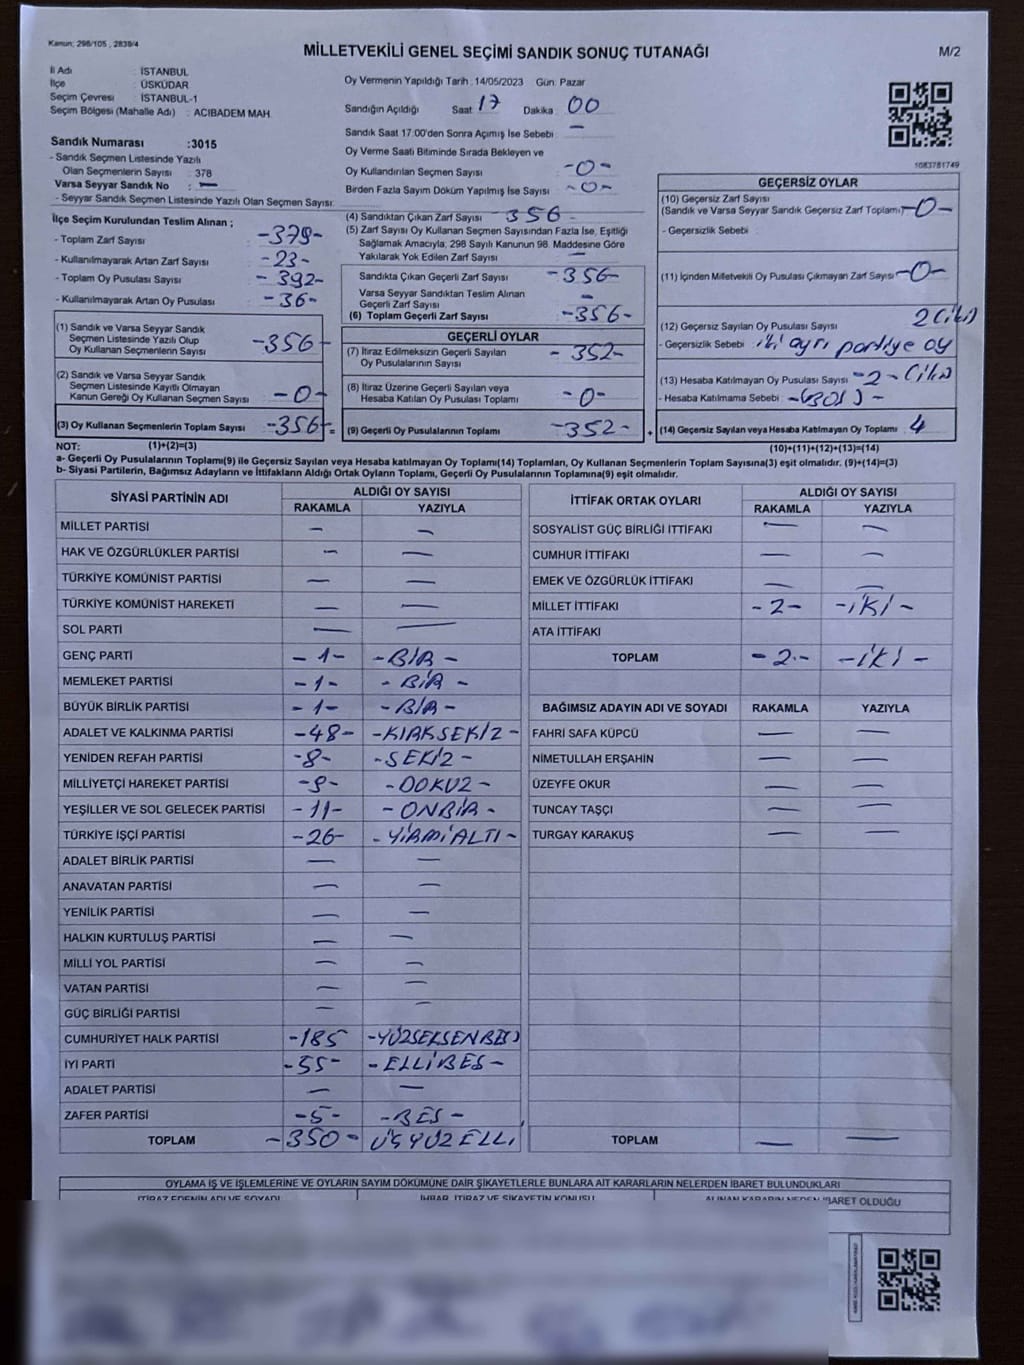 Kanun; 298/105 , 2839/4
MİLLETVEKİLİ GENEL SEÇİMİ SANDIK SONUÇ TUTANAĞI
M/2
İl Adı : İSTANBUL
İlçe : ÜSKÜDAR
Seçim Çevresi : İSTANBUL-1
Seçim Bölgesi (Mahalle Adı) : ACIBADEM MAH.
Sandık Numarası :3015
- Sandık Seçmen Listesinde Yazılı
Olan Seçmenlerin Sayısı : 378
Varsa Seyyar Sandık No : —
- Seyyar Sandık Seçmen Listesinde Yazılı Olan Seçmen Sayısı:
Oy Vermenin Yapıldığı Tarih : 14/05/2023 Gün: Pazar
Sandığın Açıldığı Saat 17 Dakika 00
Sandık Saat 17:00'den Sonra Açımış İse Sebebi : —
Oy Verme Saati Bitiminde Sırada Bekleyen ve
Oy Kullandırılan Seçmen Sayısı -0-
Birden Fazla Sayım Döküm Yapılmış İse Sayısı -0-
1083781749
İlçe Seçim Kurulundan Teslim Alınan ;
- Toplam Zarf Sayısı -379-
- Kullanılmayarak Artan Zarf Sayısı -23-
- Toplam Oy Pusulası Sayısı -392-
- Kullanılmayarak Artan Oy Pusulası -36-
(1) Sandık ve Varsa Seyyar Sandık
Seçmen Listesinde Yazılı Olup
Oy Kullanan Seçmenlerin Sayısı -356-
(2) Sandık ve Varsa Seyyar Sandık
Seçmen Listesinde Kayıtlı Olmayan
Kanun Gereği Oy Kullanan Seçmen Sayısı -0-
(3) Oy Kullanan Seçmenlerin Toplam Sayısı -356- =
(4) Sandıktan Çıkan Zarf Sayısı -356-
(5) Zarf Sayısı Oy Kullanan Seçmen Sayısından Fazla İse, Eşitliği
Sağlamak Amacıyla, 298 Sayılı Kanunun 98. Maddesine Göre
Yakılarak Yok Edilen Zarf Sayısı —
Sandıkta Çıkan Geçerli Zarf Sayısı -356-
Varsa Seyyar Sandıktan Teslim Alınan
Geçerli Zarf Sayısı —
(6) Toplam Geçerli Zarf Sayısı -356-
GEÇERLİ OYLAR
(7) İtiraz Edilmeksizin Geçerli Sayılan
Oy Pusulalarının Sayısı - 352-
(8) İtiraz Üzerine Geçerli Sayılan veya
Hesaba Katılan Oy Pusulası Toplamı -0-
(9) Geçerli Oy Pusulalarının Toplamı -352- +
GEÇERSİZ OYLAR
(10) Geçersiz Zarf Sayısı
(Sandık ve Varsa Seyyar Sandık Geçersiz Zarf Toplamı) -0-
- Geçersizlik Sebebi :
(11) İçinden Milletvekili Oy Pusulası Çıkmayan Zarf Sayısı -0-
(12) Geçersiz Sayılan Oy Pusulası Sayısı 2 (iki)
- Geçersizlik Sebebi : iki ayrı partiye oy
(13) Hesaba Katılmayan Oy Pusulası Sayısı -2- (iki)
- Hesaba Katılmama Sebebi -(BOŞ)-
(14) Geçersiz Sayılan veya Hesaba Katılmayan Oy Toplamı 4
NOT: (1)+(2)=(3) (10)+(11)+(12)+(13)=(14)
a- Geçerli Oy Pusulalarının Toplamı(9) ile Geçersiz Sayılan veya Hesaba katılmayan Oy Toplamı(14) Toplamları, Oy Kullanan Seçmenlerin Toplam Sayısına(3) eşit olmalıdır. (9)+(14)=(3)
b- Siyasi Partilerin, Bağımsız Adayların ve İttifakların Aldığı Ortak Oyların Toplamı, Geçerli Oy Pusulalarının Toplamına(9) eşit olmalıdır.
SİYASİ PARTİNİN ADI ALDIĞI OY SAYISI
RAKAMLA YAZIYLA
MİLLET PARTİSİ — —
HAK VE ÖZGÜRLÜKLER PARTİSİ — —
TÜRKİYE KOMÜNİST PARTİSİ — —
TÜRKİYE KOMÜNİST HAREKETİ — —
SOL PARTİ — —
GENÇ PARTİ -1- -BİR-
MEMLEKET PARTİSİ -1- -BİR-
BÜYÜK BİRLİK PARTİSİ -1- -BİR-
ADALET VE KALKINMA PARTİSİ -48- -KIRKSEKİZ-
YENİDEN REFAH PARTİSİ -8- -SEKİZ-
MİLLİYETÇİ HAREKET PARTİSİ -9- -DOKUZ-
YEŞİLLER VE SOL GELECEK PARTİSİ -11- -ONBİR-
TÜRKİYE İŞÇİ PARTİSİ -26- -YİRMİALTI-
ADALET BİRLİK PARTİSİ — —
ANAVATAN PARTİSİ — —
YENİLİK PARTİSİ — —
HALKIN KURTULUŞ PARTİSİ — —
MİLLİ YOL PARTİSİ — —
VATAN PARTİSİ — —
GÜÇ BİRLİĞİ PARTİSİ — —
CUMHURİYET HALK PARTİSİ -185 -YÜZSEKSENBEŞ
İYİ PARTİ -55- -ELLİBEŞ-
ADALET PARTİSİ — —
ZAFER PARTİSİ -5- -BEŞ-
TOPLAM -350- ÜÇYÜZELLİ
İTTİFAK ORTAK OYLARI ALDIĞI OY SAYISI
RAKAMLA YAZIYLA
SOSYALİST GÜÇ BİRLİĞİ İTTİFAKI — —
CUMHUR İTTİFAKI — —
EMEK VE ÖZGÜRLÜK İTTİFAKI — —
MİLLET İTTİFAKI -2- -İKİ-
ATA İTTİFAKI
TOPLAM -2- -İKİ-
BAĞIMSIZ ADAYIN ADI VE SOYADI RAKAMLA YAZIYLA
FAHRİ SAFA KÜPCÜ — —
NİMETULLAH ERŞAHİN — —
ÜZEYFE OKUR — —
TUNCAY TAŞÇI — —
TURGAY KARAKUŞ — —
TOPLAM — —
OYLAMA İŞ VE İŞLEMLERİNE VE OYLARIN SAYIM DÖKÜMÜNE DAİR ŞİKAYETLERLE BUNLARA AİT KARARLARIN NELERDEN İBARET BULUNDUKLARI
İTİRAZ EDENİN ADI VE SOYADI İHBAR, İTİRAZ VE ŞİKAYETİN KONUSU ALINAN KARARIN NEDEN İBARET OLDUĞU